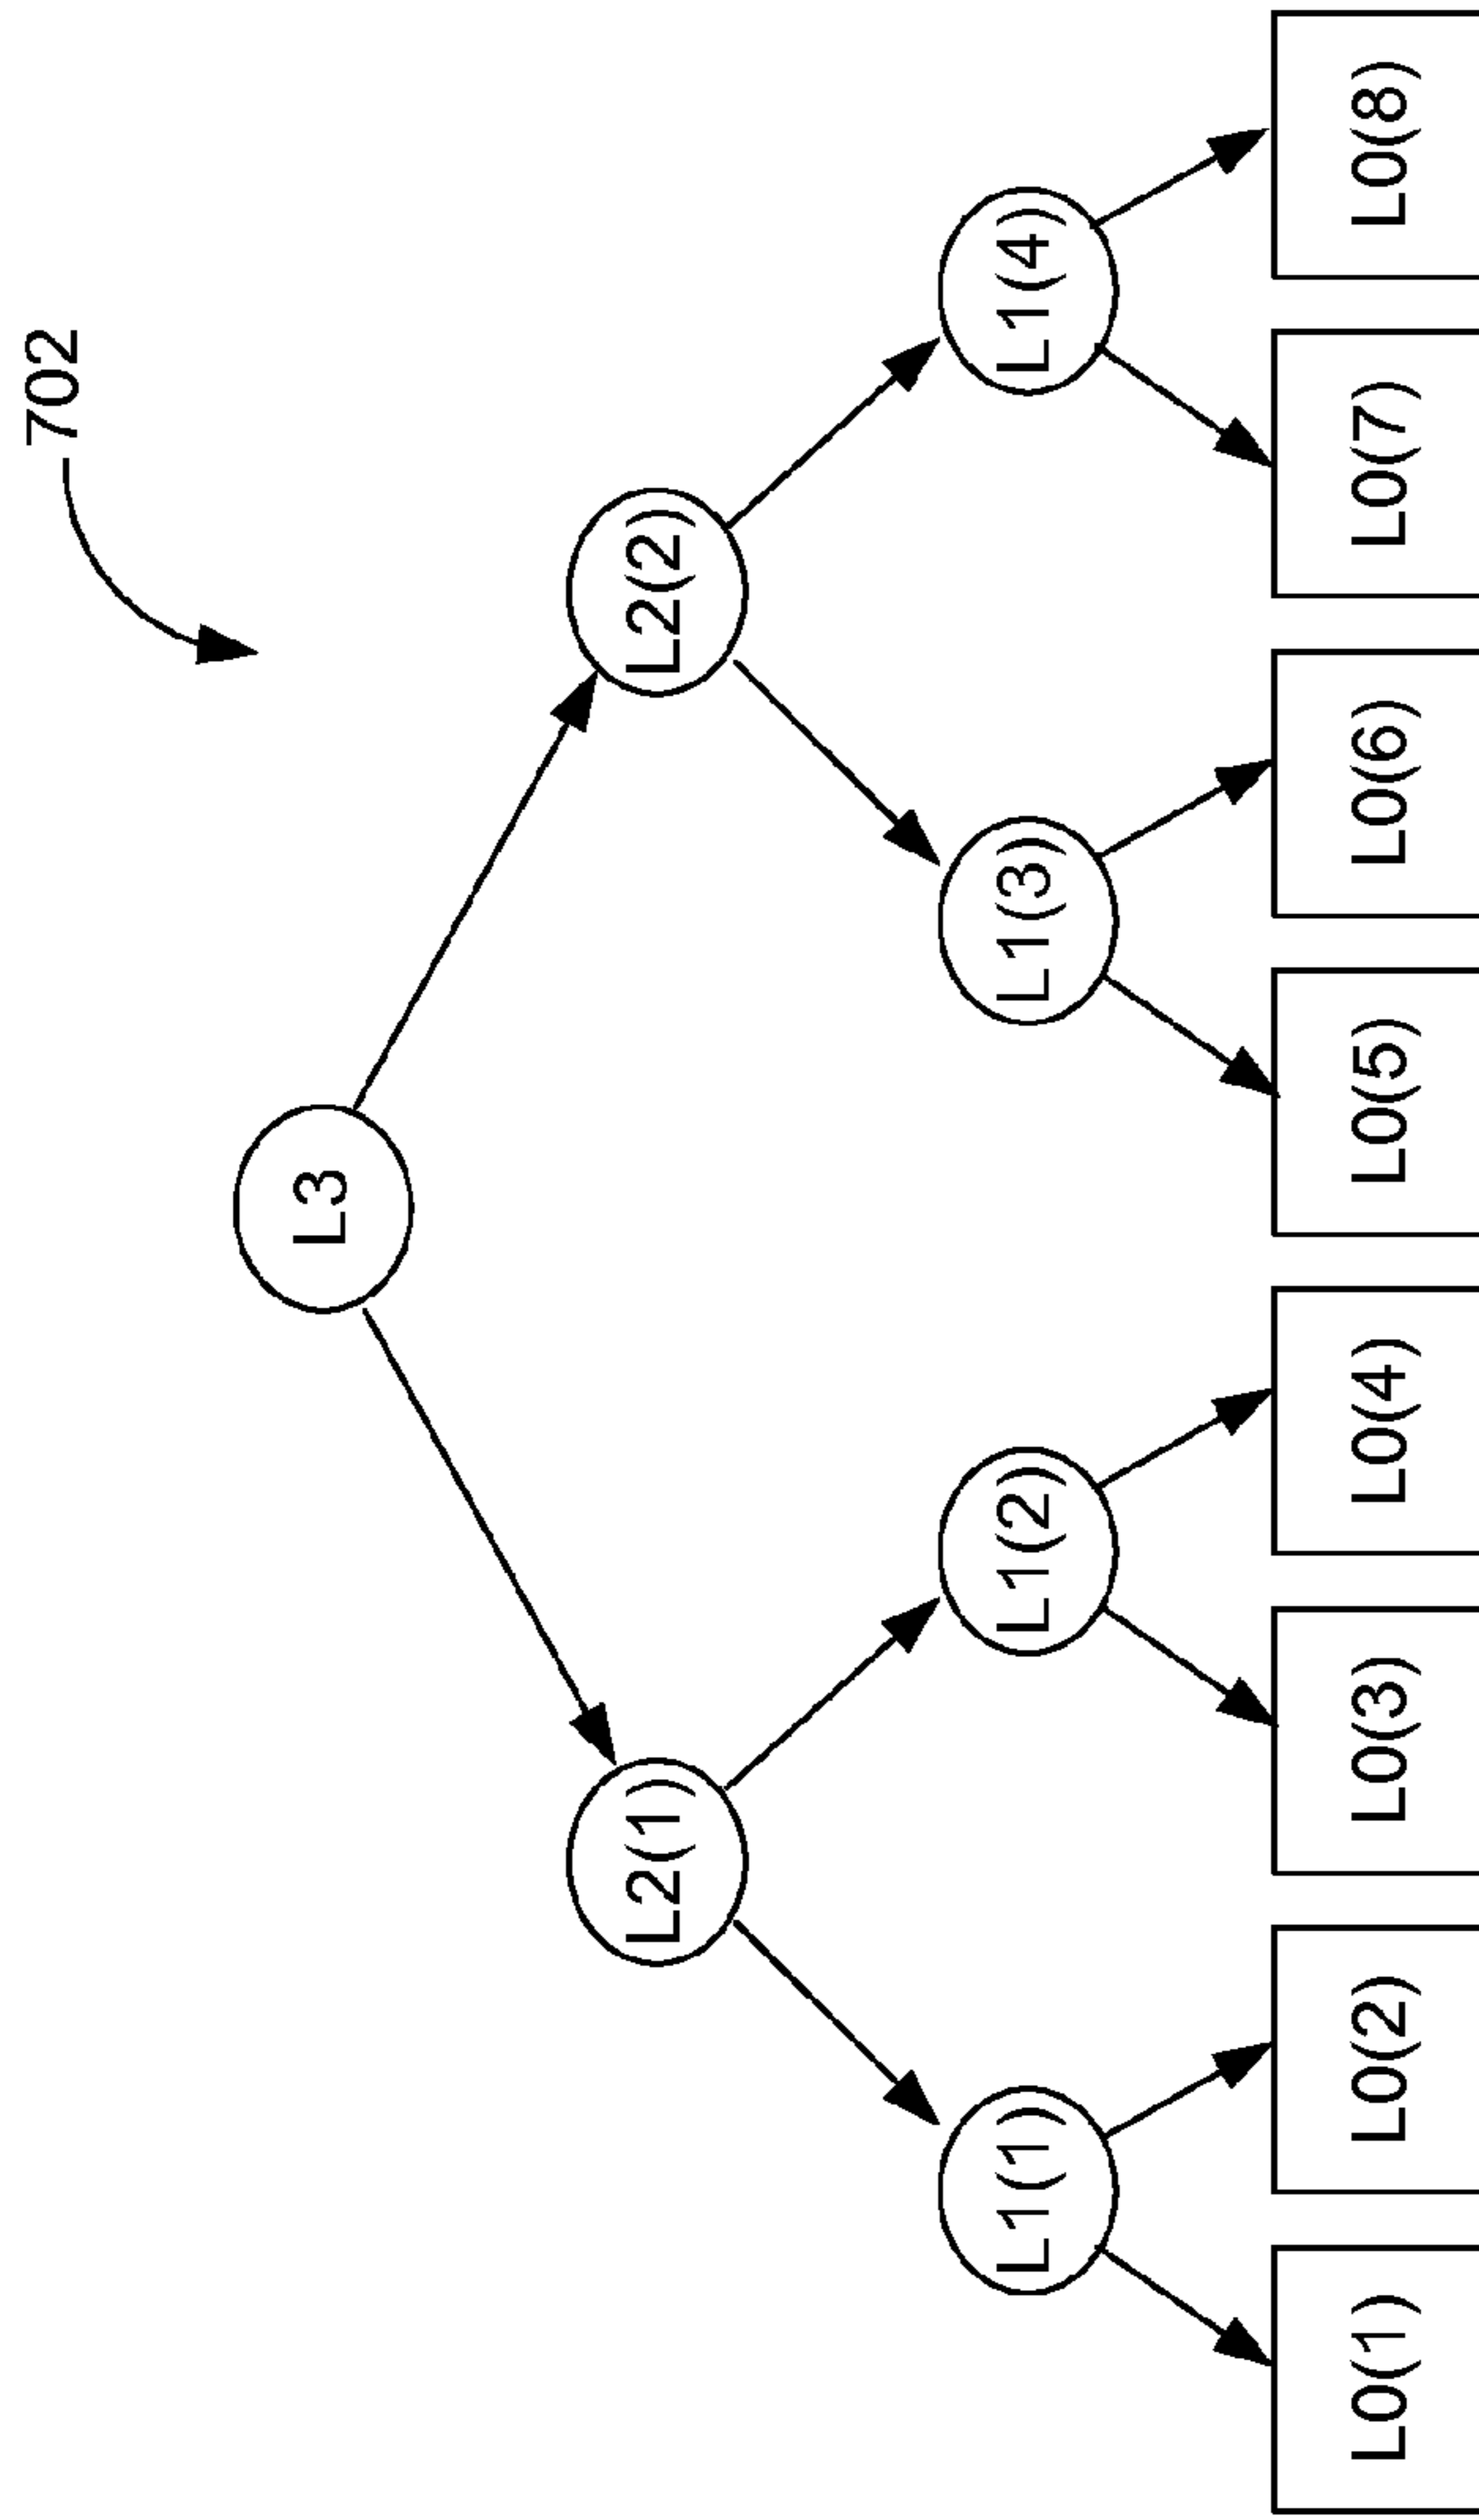 702
L3
L2(1)
L2(2)
L1(1)
L1(2)
L1(3)
L1(4)
L0(1)
L0(2)
L0(3)
L0(4)
L0(5)
L0(6)
L0(7)
L0(8)